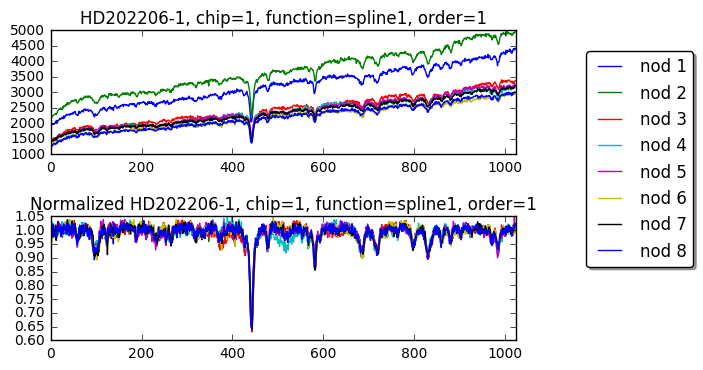 HD202206-1, chip=1, function=spline1, order=1
5000
4500
4000
3500
3000
2500
2000
1500
1000
0 200 400 600 800 1000
Normalized HD202206-1, chip=1, function=spline1, order=1
1.05
1.00
0.95
0.90
0.85
0.80
0.75
0.70
0.65
0.60
0 200 400 600 800 1000
nod 1
nod 2
nod 3
nod 4
nod 5
nod 6
nod 7
nod 8